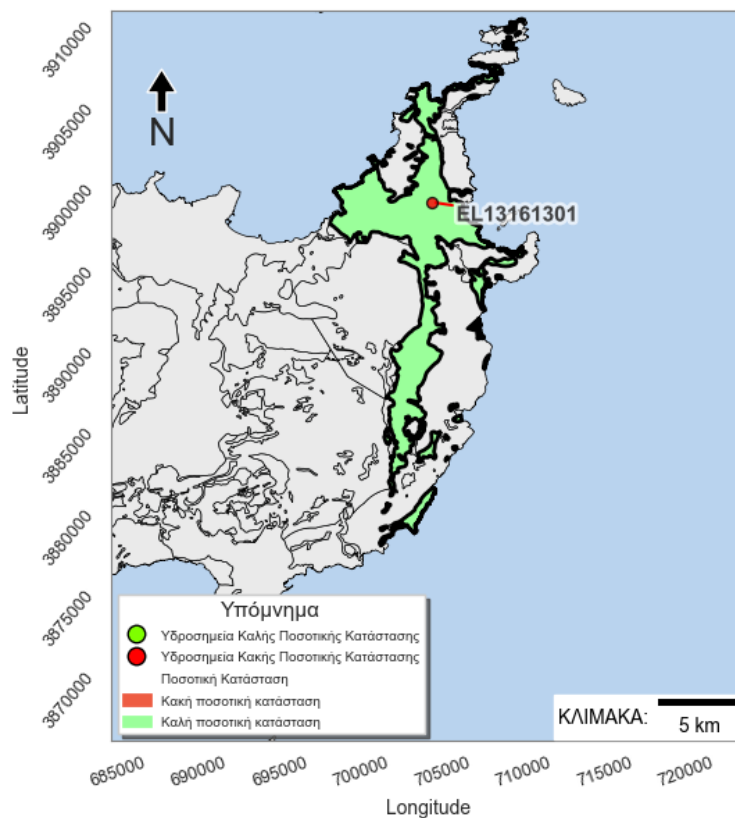 3910000
3905000
N
3900000
EL13161301
3895000
3890000
Latitude
3885000
3880000
3875000
Υπόμνημα
Υδροσημεία Καλής Ποσοτικής Κατάστασης
Υδροσημεία Κακής Ποσοτικής Κατάστασης
Ποσοτική Κατάσταση
Κακή ποσοτική κατάσταση
Καλή ποσοτική κατάσταση
3870000
ΚΛΙΜΑΚΑ:
5 km
685000 690000 695000 700000 705000 710000 715000 720000
Longitude